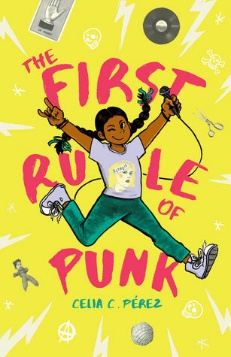 THE
FIRST
RULE
OF
PUNK
CELIA C. PÉREZ